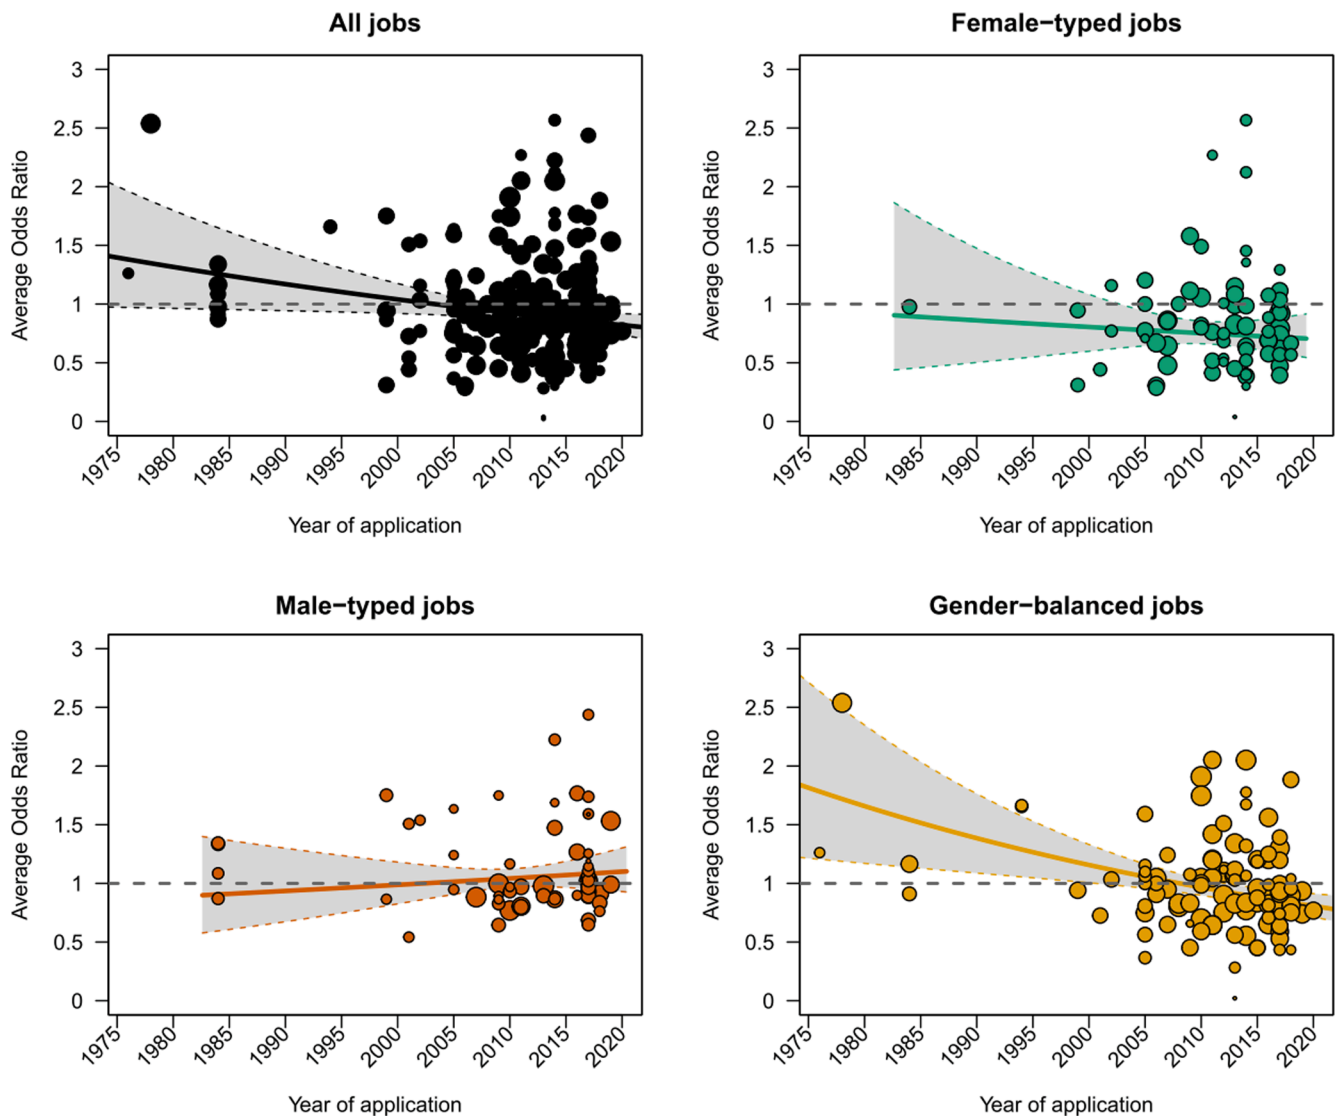 All jobs
Average Odds Ratio
3
2.5
2
1.5
1
0.5
0
1975 1980 1985 1990 1995 2000 2005 2010 2015 2020
Year of application
Female−typed jobs
Average Odds Ratio
3
2.5
2
1.5
1
0.5
0
1975 1980 1985 1990 1995 2000 2005 2010 2015 2020
Year of application
Male−typed jobs
Average Odds Ratio
3
2.5
2
1.5
1
0.5
0
1975 1980 1985 1990 1995 2000 2005 2010 2015 2020
Year of application
Gender−balanced jobs
Average Odds Ratio
3
2.5
2
1.5
1
0.5
0
1975 1980 1985 1990 1995 2000 2005 2010 2015 2020
Year of application